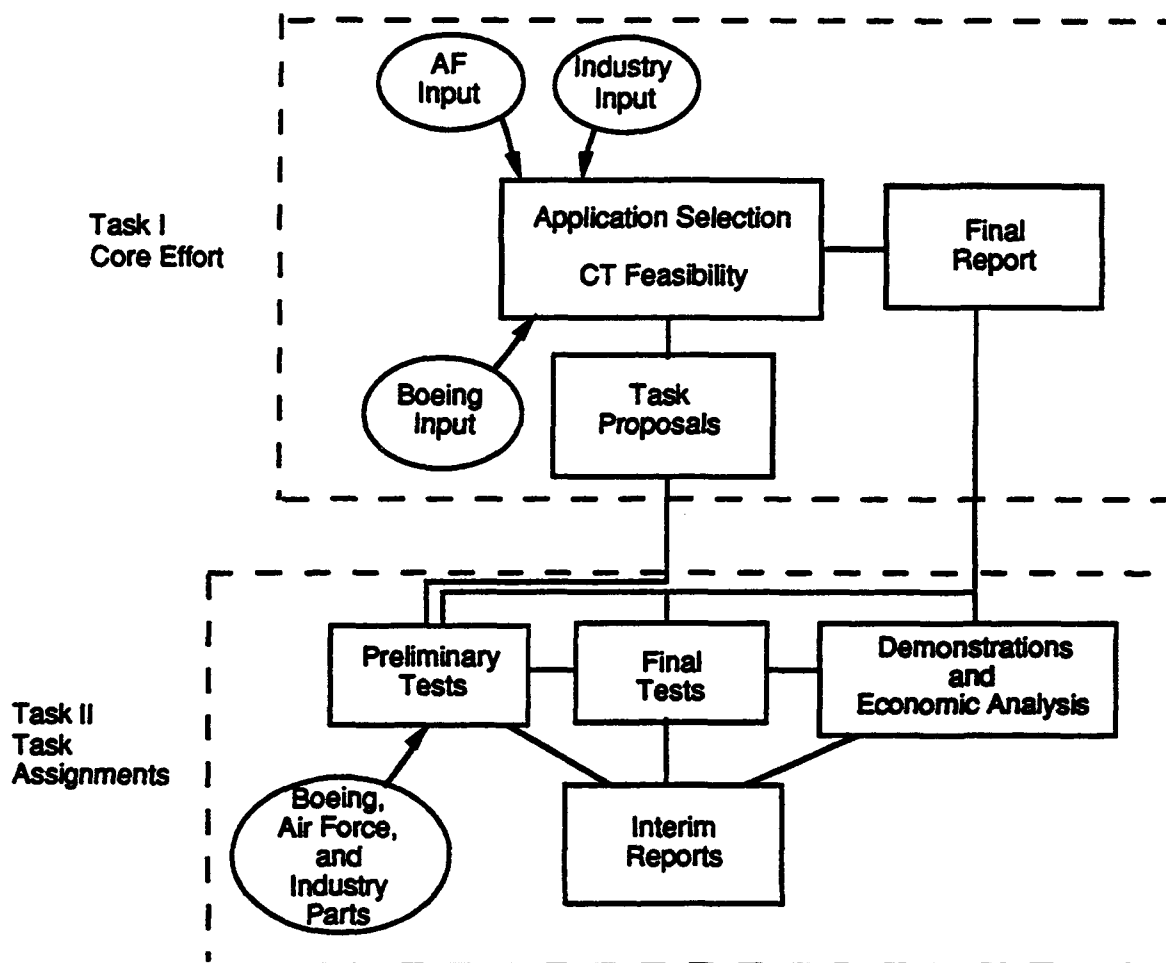 AF
Input
Industry
Input
Task I
Core Effort
Application Selection
CT Feasibility
Final
Report
Boeing
Input
Task
Proposals
Task II
Task
Assignments
Preliminary
Tests
Final
Tests
Demonstrations
and
Economic Analysis
Boeing,
Air Force,
and
Industry
Parts
Interim
Reports